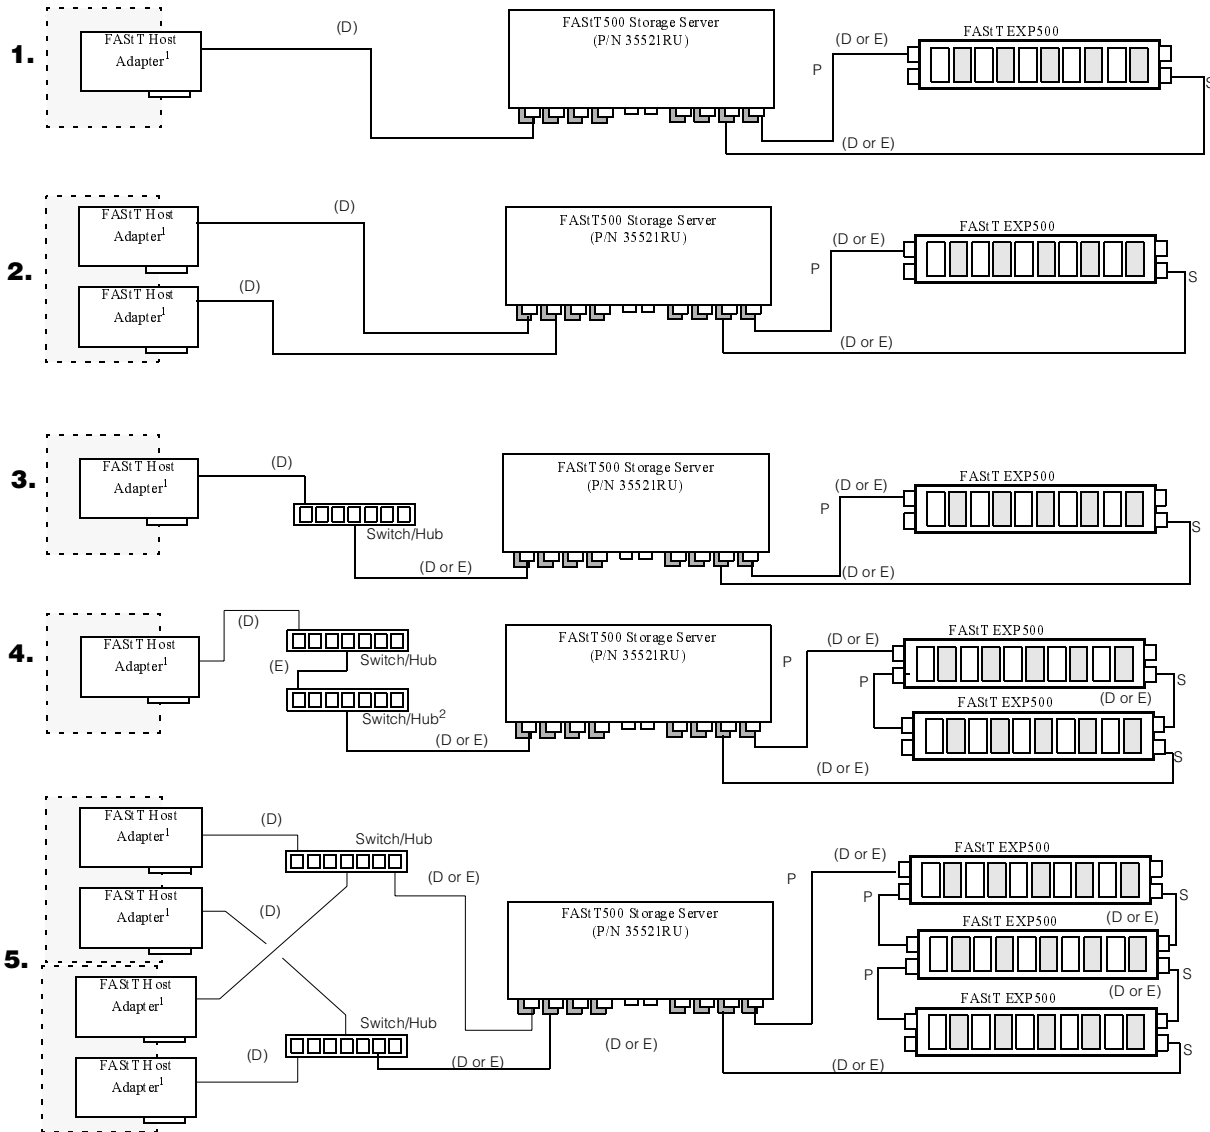 1.
FAStT Host
Adapter1
(D)
FAStT500 Storage Server
(P/N 35521RU)
(D or E)
P
FAStT EXP500
S
(D or E)
2.
FAStT Host
Adapter1
(D)
FAStT Host
Adapter1
(D)
FAStT500 Storage Server
(P/N 35521RU)
(D or E)
P
FAStT EXP500
S
(D or E)
3.
FAStT Host
Adapter1
(D)
Switch/Hub
(D or E)
FAStT500 Storage Server
(P/N 35521RU)
(D or E)
P
FAStT EXP500
S
(D or E)
4.
FAStT Host
Adapter1
(D)
Switch/Hub
(E)
Switch/Hub2
(D or E)
FAStT500 Storage Server
(P/N 35521RU)
(D or E)
P
FAStT EXP500
P
S
(D or E)
FAStT EXP500
S
(D or E)
5.
FAStT Host
Adapter1
(D)
Switch/Hub
(D or E)
FAStT Host
Adapter1
(D)
FAStT Host
Adapter1
Switch/Hub
FAStT Host
Adapter1
(D)
(D or E)
FAStT500 Storage Server
(P/N 35521RU)
(D or E)
(D or E)
P
FAStT EXP500
P
S
(D or E)
FAStT EXP500
P
S
(D or E)
FAStT EXP500
S
(D or E)